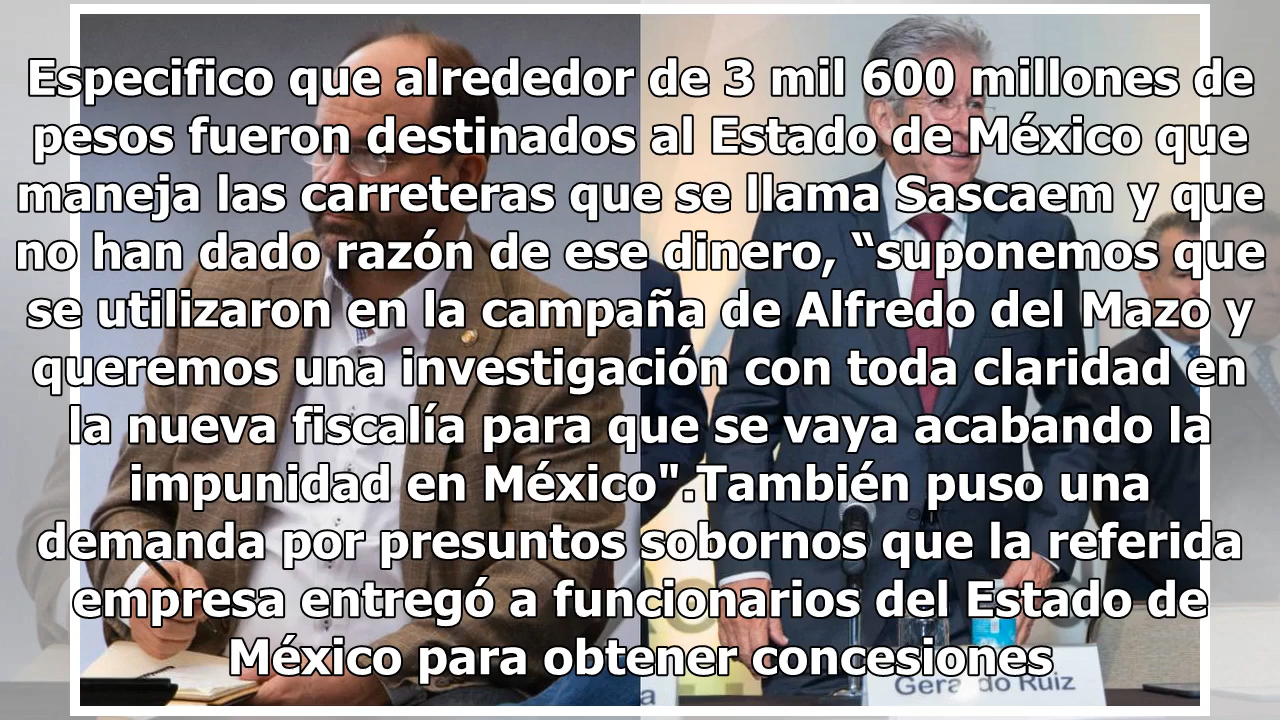 Especifico que alrededor de 3 mil 600 millones de
pesos fueron destinados al Estado de México que
maneja las carreteras que se llama Sascaem y que
no han dado razón de ese dinero, “suponemos que
se utilizaron en la campaña de Alfredo del Mazo y
queremos una investigación con toda claridad en
la nueva fiscalía para que se vaya acabando la
impunidad en México".También puso una
demanda por presuntos sobornos que la referida
empresa entregó a funcionarios del Estado de
México para obtener concesiones
Gerardo Ruiz